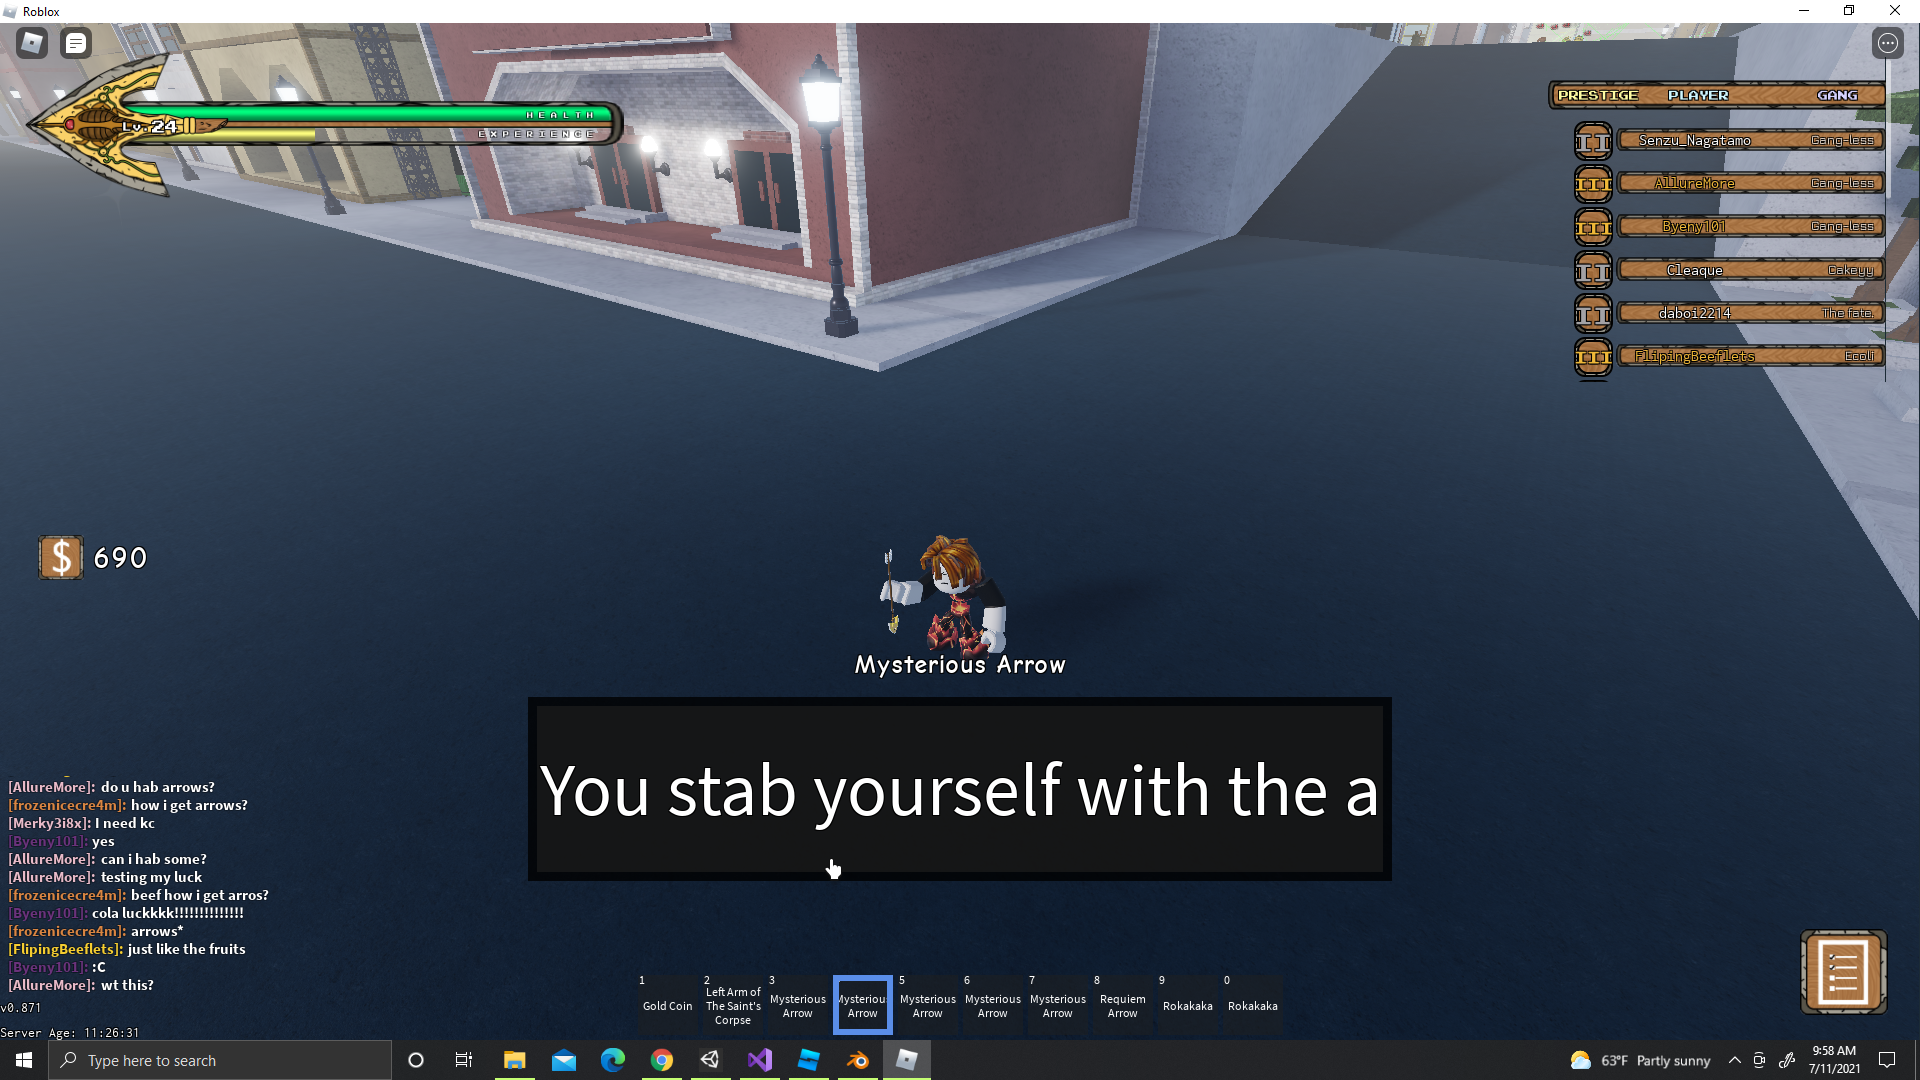 Roblox
HEALTH
Lv.24
EXPERIENCE
PRESTIGE PLAYER GANG
II Senzu_Nagatamo Gang-less
III AllureMore Gang-less
III Byeny101 Gang-less
II Cleaque Cakeyy
II daboi2214 The fate.
III FlipingBeeflets Ecoli
$ 690
Mysterious Arrow
You stab yourself with the a
[AllureMore]: do u hab arrows?
[frozenicecre4m]: how i get arrows?
[Merky3i8x]: I need kc
[Byeny101]: yes
[AllureMore]: can i hab some?
[AllureMore]: testing my luck
[frozenicecre4m]: beef how i get arros?
[Byeny101]: cola luckkkk!!!!!!!!!!!!!!
[frozenicecre4m]: arrows*
[FlipingBeeflets]: just like the fruits
[Byeny101]: :C
[AllureMore]: wt this?
v0.871
Server Age: 11:26:31
1 Gold Coin
2 Left Arm of
The Saint's
Corpse
3 Mysterious
Arrow
Mysteriou
Arrow
5 Mysterious
Arrow
6 Mysterious
Arrow
7 Mysterious
Arrow
8 Requiem
Arrow
9 Rokakaka
0 Rokakaka
Type here to search
63°F Partly sunny
9:58 AM
7/11/2021